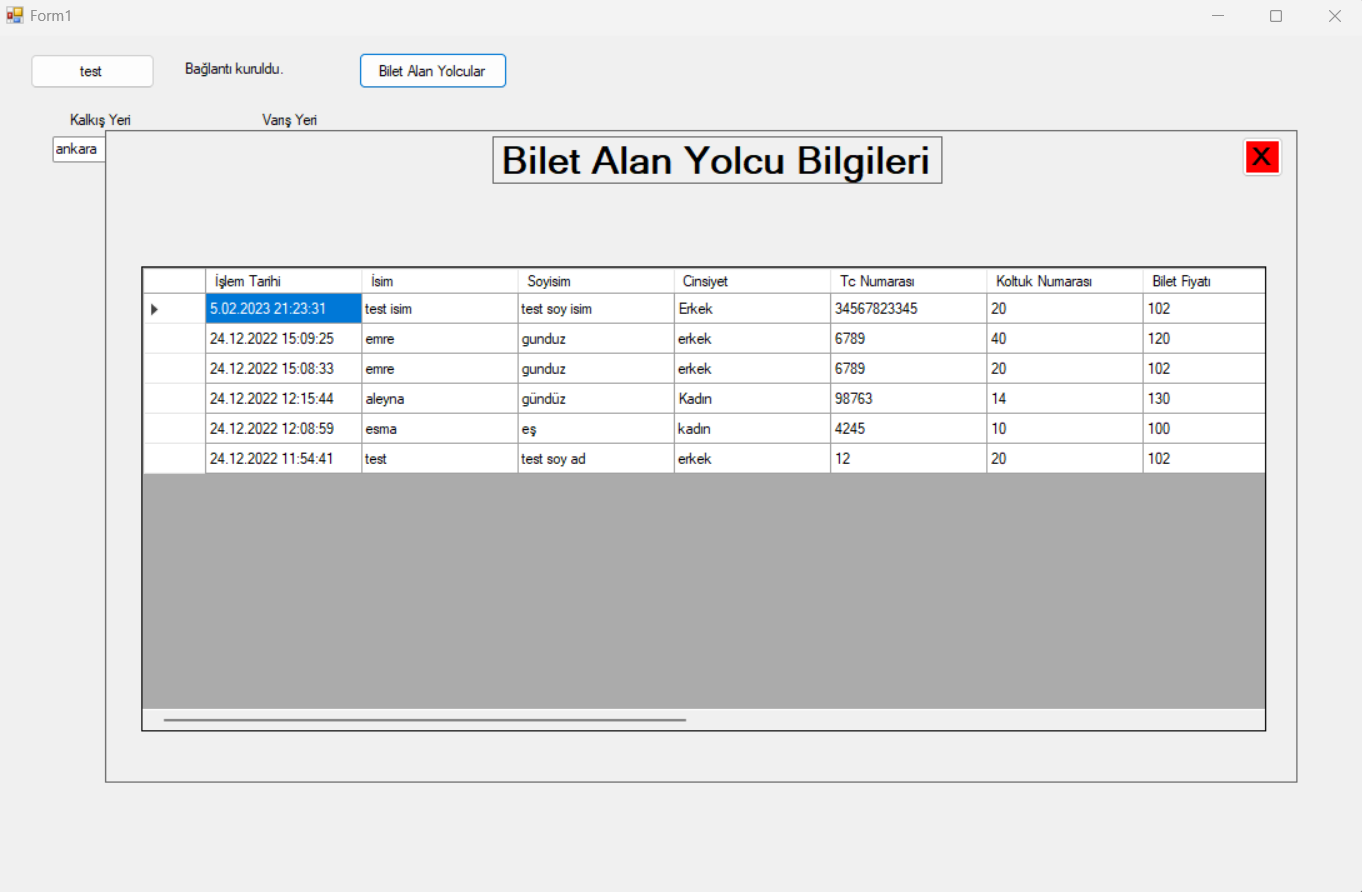 Form1
test Bağlantı kuruldu. Bilet Alan Yolcular
Kalkış Yeri Varış Yeri
ankara
Bilet Alan Yolcu Bilgileri X
İşlem Tarihi İsim Soyisim Cinsiyet Tc Numarası Koltuk Numarası Bilet Fiyatı
5.02.2023 21:23:31 test isim test soy isim Erkek 34567823345 20 102
24.12.2022 15:09:25 emre gunduz erkek 6789 40 120
24.12.2022 15:08:33 emre gunduz erkek 6789 20 102
24.12.2022 12:15:44 aleyna gündüz Kadın 98763 14 130
24.12.2022 12:08:59 esma eş kadın 4245 10 100
24.12.2022 11:54:41 test test soy ad erkek 12 20 102